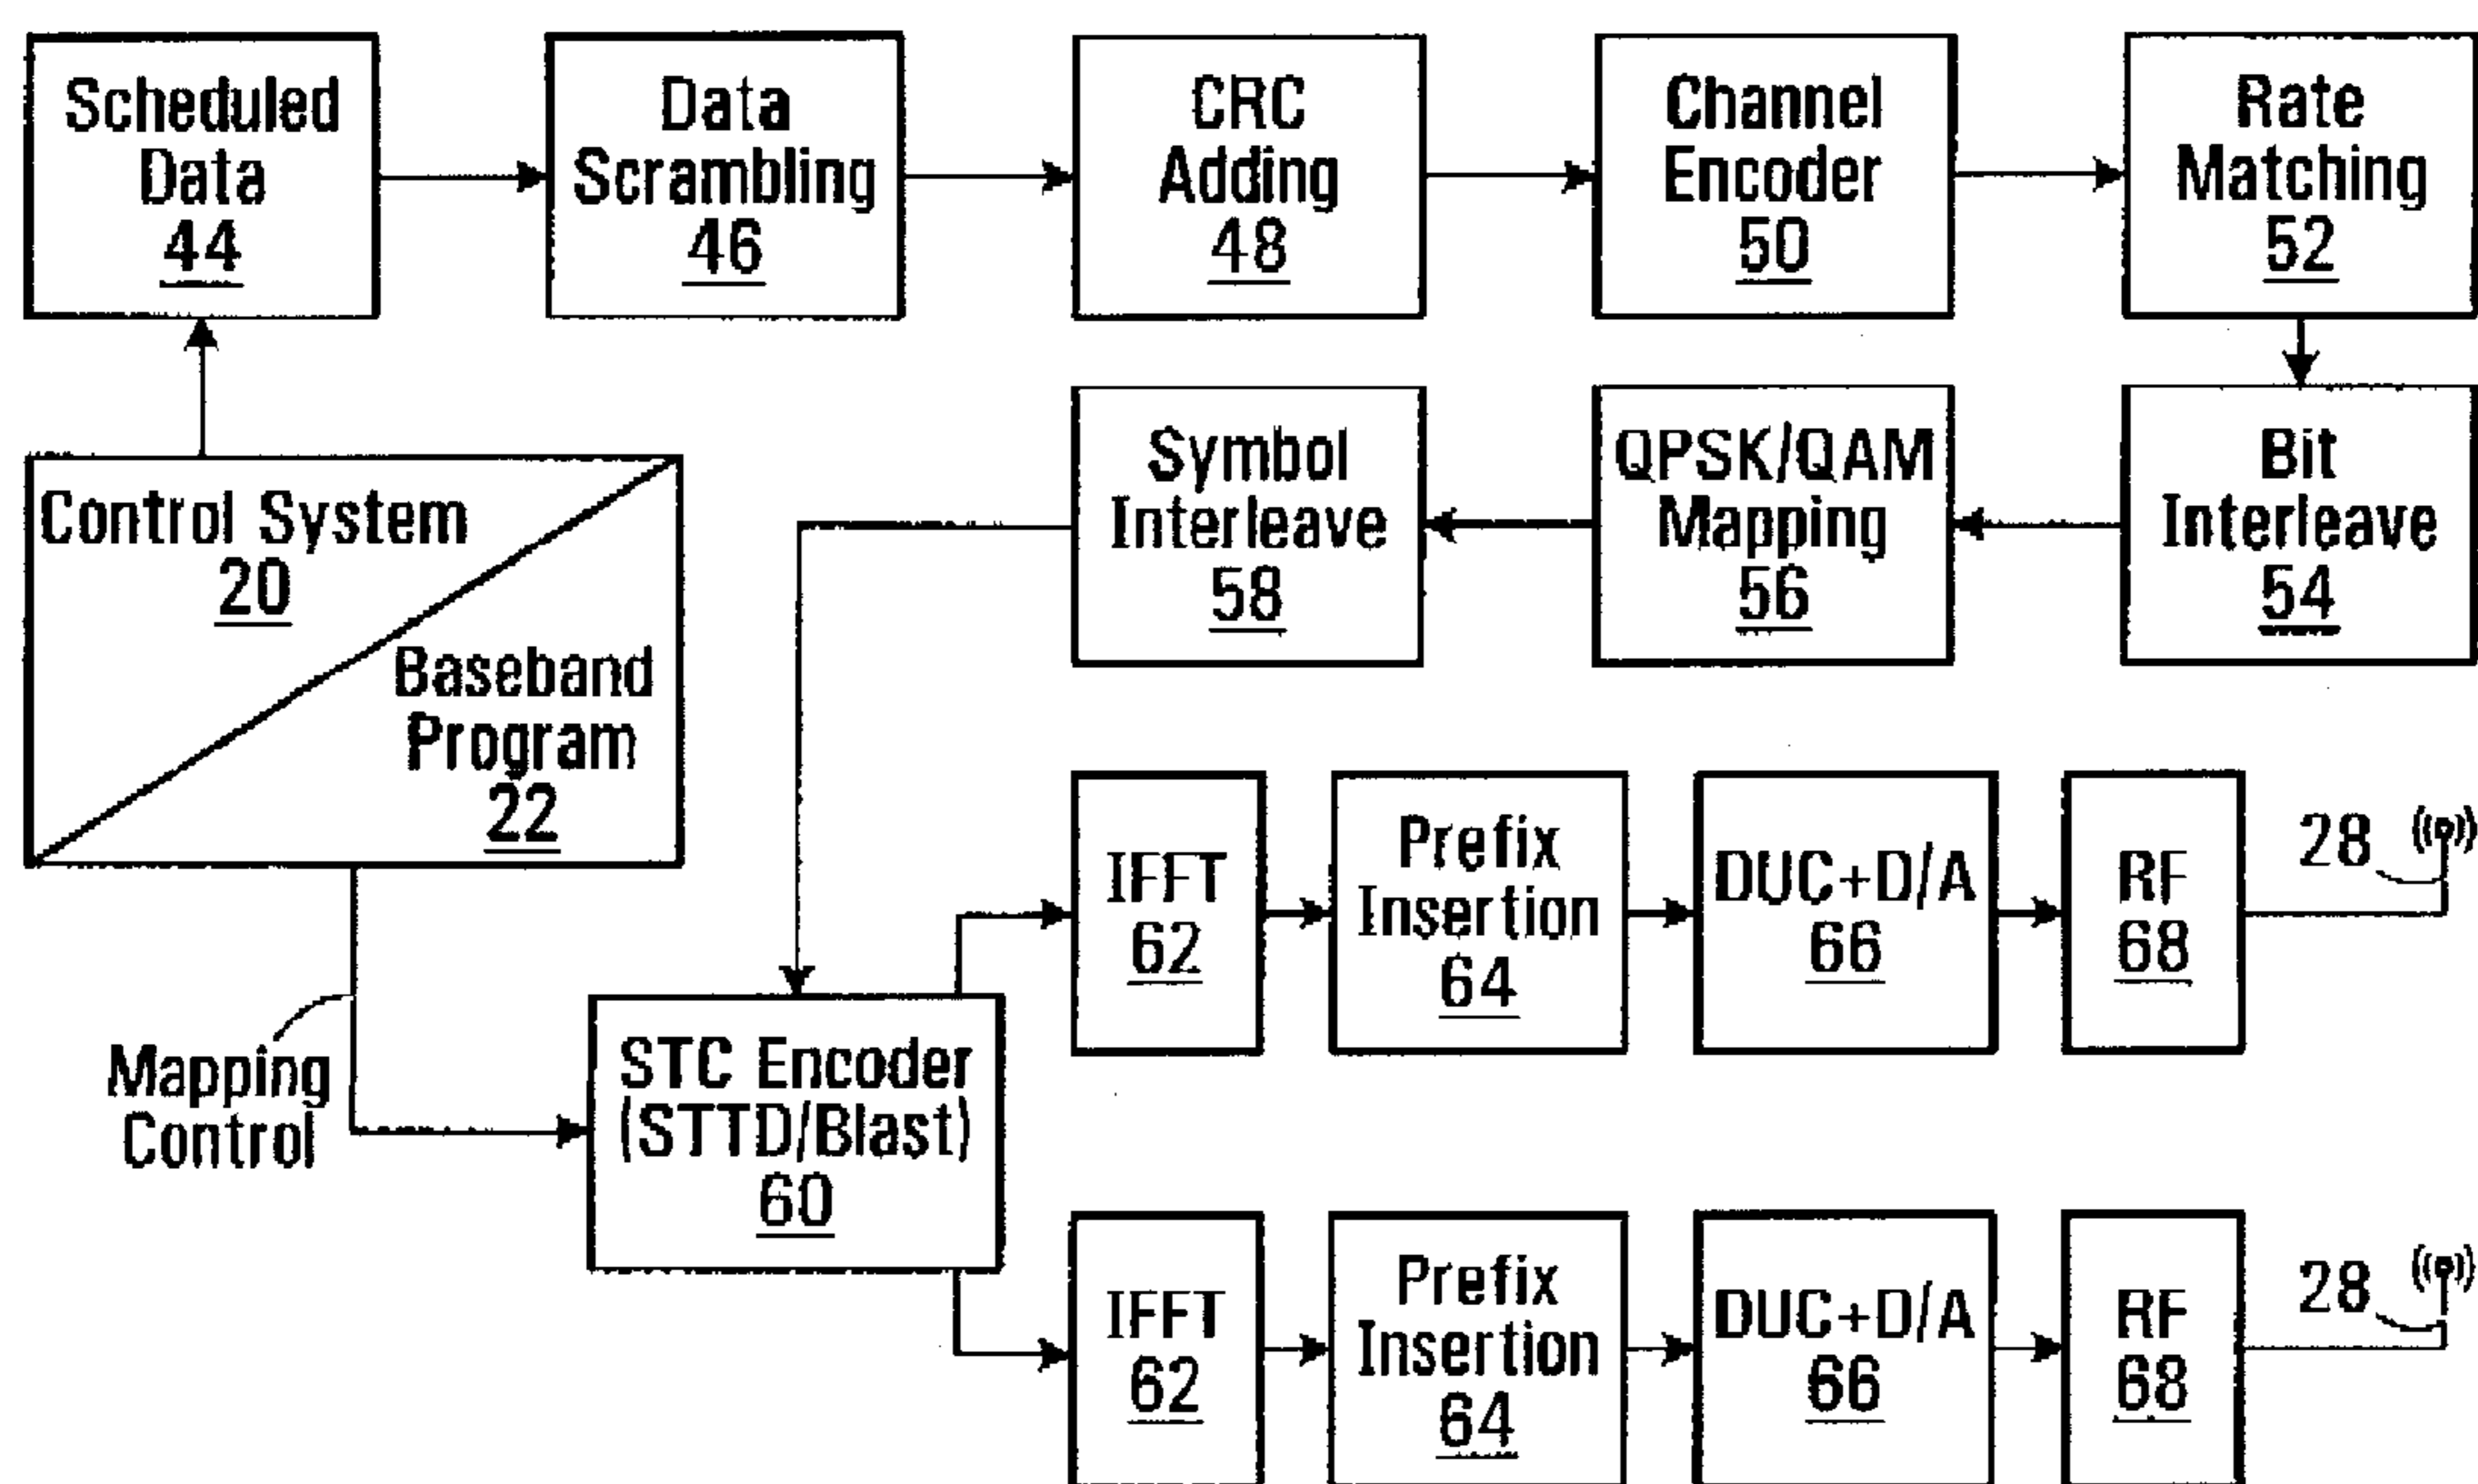 Scheduled
Data
44
Data
Scrambling
46
CRC
Adding
48
Channel
Encoder
50
Rate
Matching
52
Control System
20
Baseband
Program
22
Symbol
Interleave
58
QPSK/QAM
Mapping
56
Bit
Interleave
54
Mapping
Control
STC Encoder
(STTD/Blast)
60
IFFT
62
Prefix
Insertion
64
DUC+D/A
66
RF
68
28
IFFT
62
Prefix
Insertion
64
DUC+D/A
66
RF
68
28